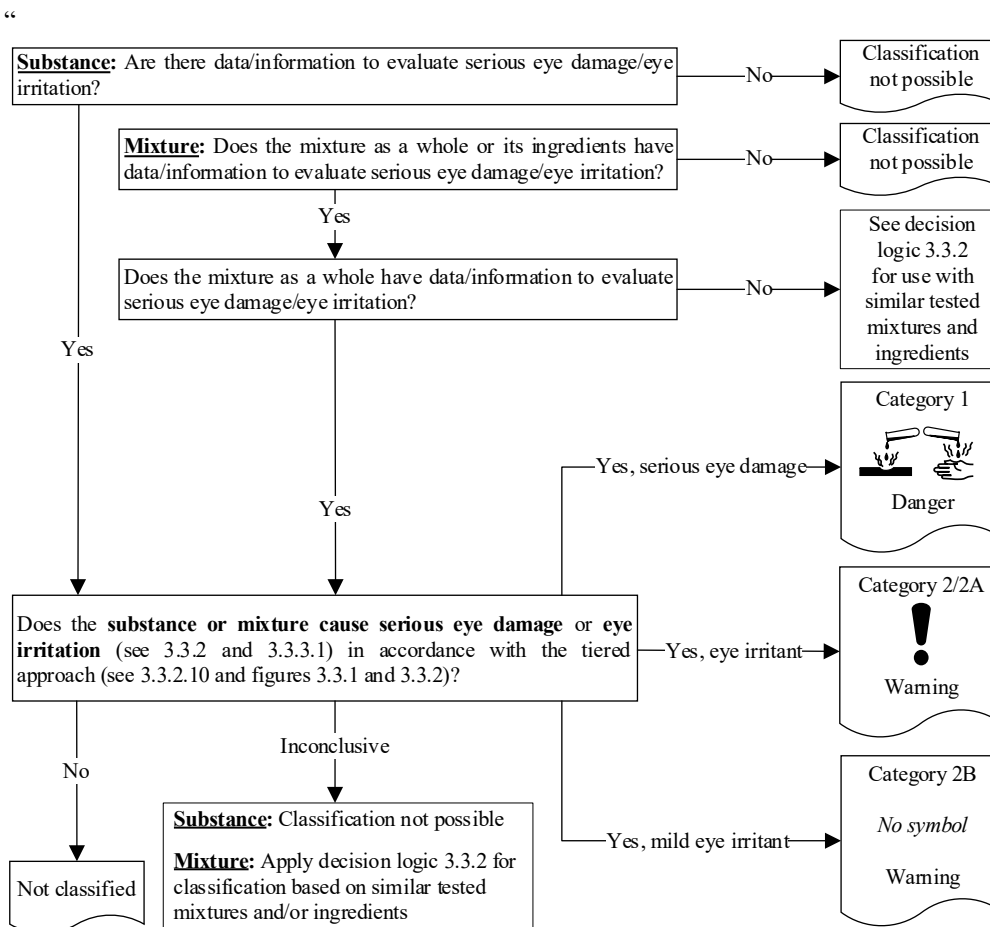 “
Substance: Are there data/information to evaluate serious eye damage/eye
irritation?
No
Classification
not possible
Mixture: Does the mixture as a whole or its ingredients have
data/information to evaluate serious eye damage/eye irritation?
No
Classification
not possible
Yes
Does the mixture as a whole have data/information to evaluate
serious eye damage/eye irritation?
No
See decision
logic 3.3.2
for use with
similar tested
mixtures and
ingredients
Yes
Yes
Category 1
Yes, serious eye damage
Danger
Does the substance or mixture cause serious eye damage or eye
irritation (see 3.3.2 and 3.3.3.1) in accordance with the tiered
approach (see 3.3.2.10 and figures 3.3.1 and 3.3.2)?
Yes, eye irritant
Category 2/2A
Warning
No
Inconclusive
Yes, mild eye irritant
Category 2B
No symbol
Warning
Not classified
Substance: Classification not possible
Mixture: Apply decision logic 3.3.2 for
classification based on similar tested
mixtures and/or ingredients